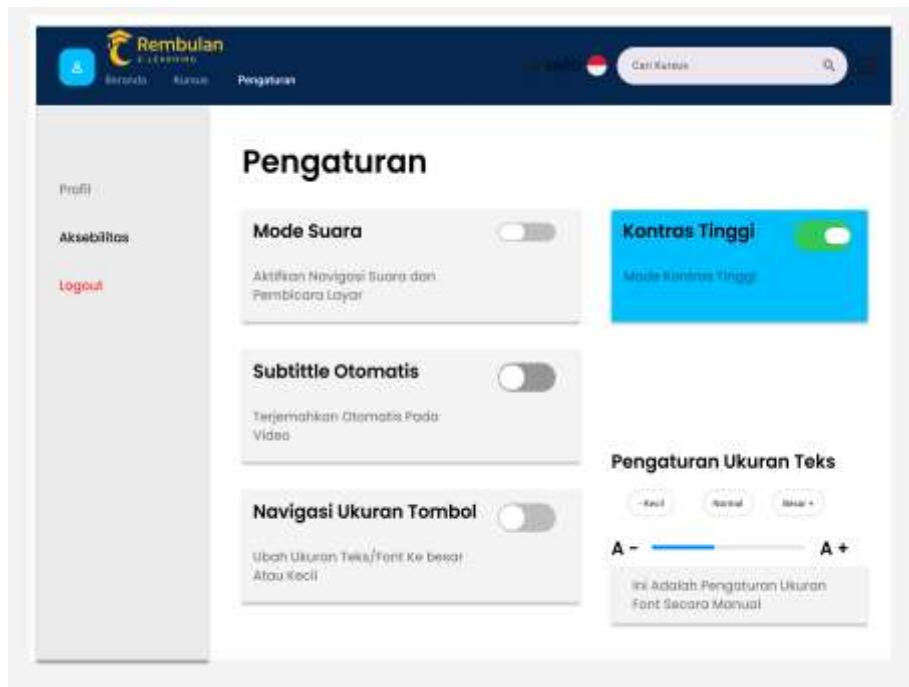 Rembulan
E-LEARNING
Beranda Kursus Pengaturan
Cari Kursus
Pengaturan
Profil
Aksebilitas
Logout
Mode Suara
Aktifkan Navigasi Suara dan
Pembicara Layar
Kontras Tinggi
Mode Kontras Tinggi
Subtittle Otomatis
Terjemahkan Otomatis Pada
Video
Navigasi Ukuran Tombol
Ubah Ukuran Teks/Font Ke besar
Atau Kecil
Pengaturan Ukuran Teks
- Kecil Normal Besar +
A - A +
Ini Adalah Pengaturan Ukuran
Font Secara Manual